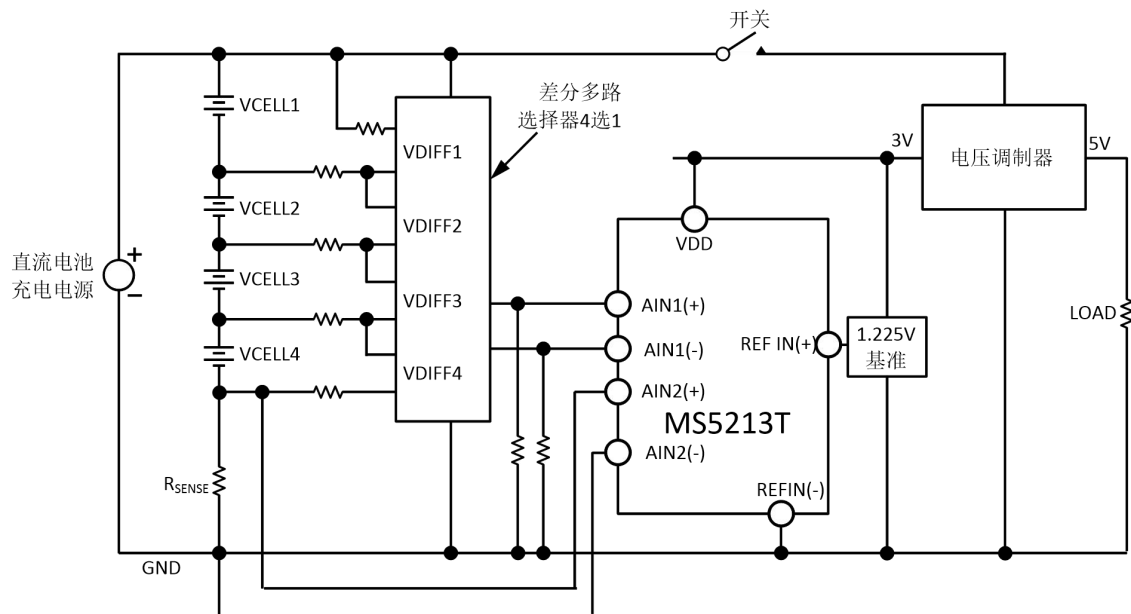 开关
VCELL1
差分多路
选择器4选1
VDIFF1
3V
电压调制器
5V
VCELL2
VDIFF2
VDD
直流电池
充电电源
+
−
VCELL3
VDIFF3
AIN1(+)
LOAD
VCELL4
AIN1(-)
REF IN(+)
1.225V
基准
VDIFF4
AIN2(+)
MS5213T
AIN2(-)
RSENSE
REFIN(-)
GND